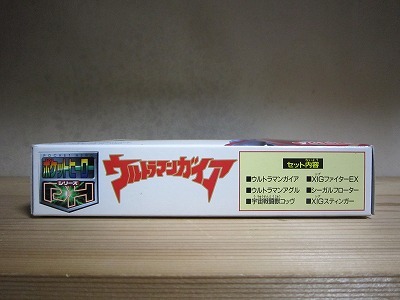 ポケットヒーロー
シリーズ
PH
ウルトラマンガイア
セット内容
■ウルトラマンガイア ■XIGファイターEX
■ウルトラマンアグル ■シーガルフローター
■宇宙戦闘獣コッヴ ■XIGスティンガー